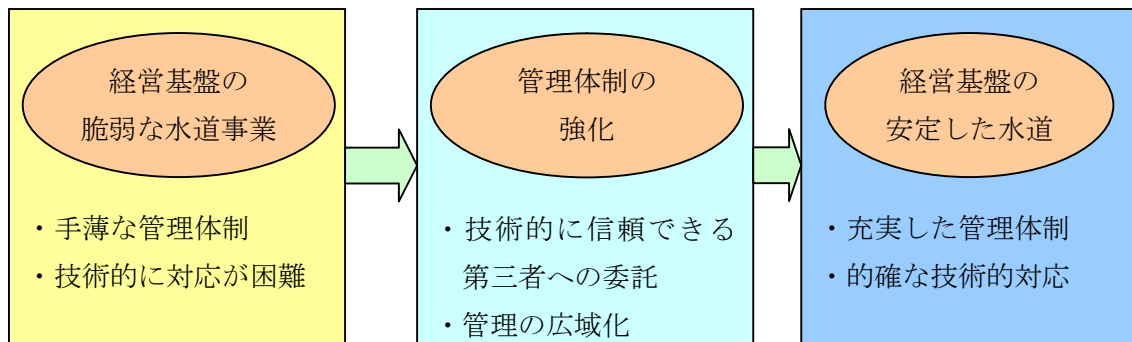 経営基盤の
脆弱な水道事業
・手薄な管理体制
・技術的に対応が困難
管理体制の
強化
・技術的に信頼できる
第三者への委託
・管理の広域化
経営基盤の
安定した水道
・充実した管理体制
・的確な技術的対応